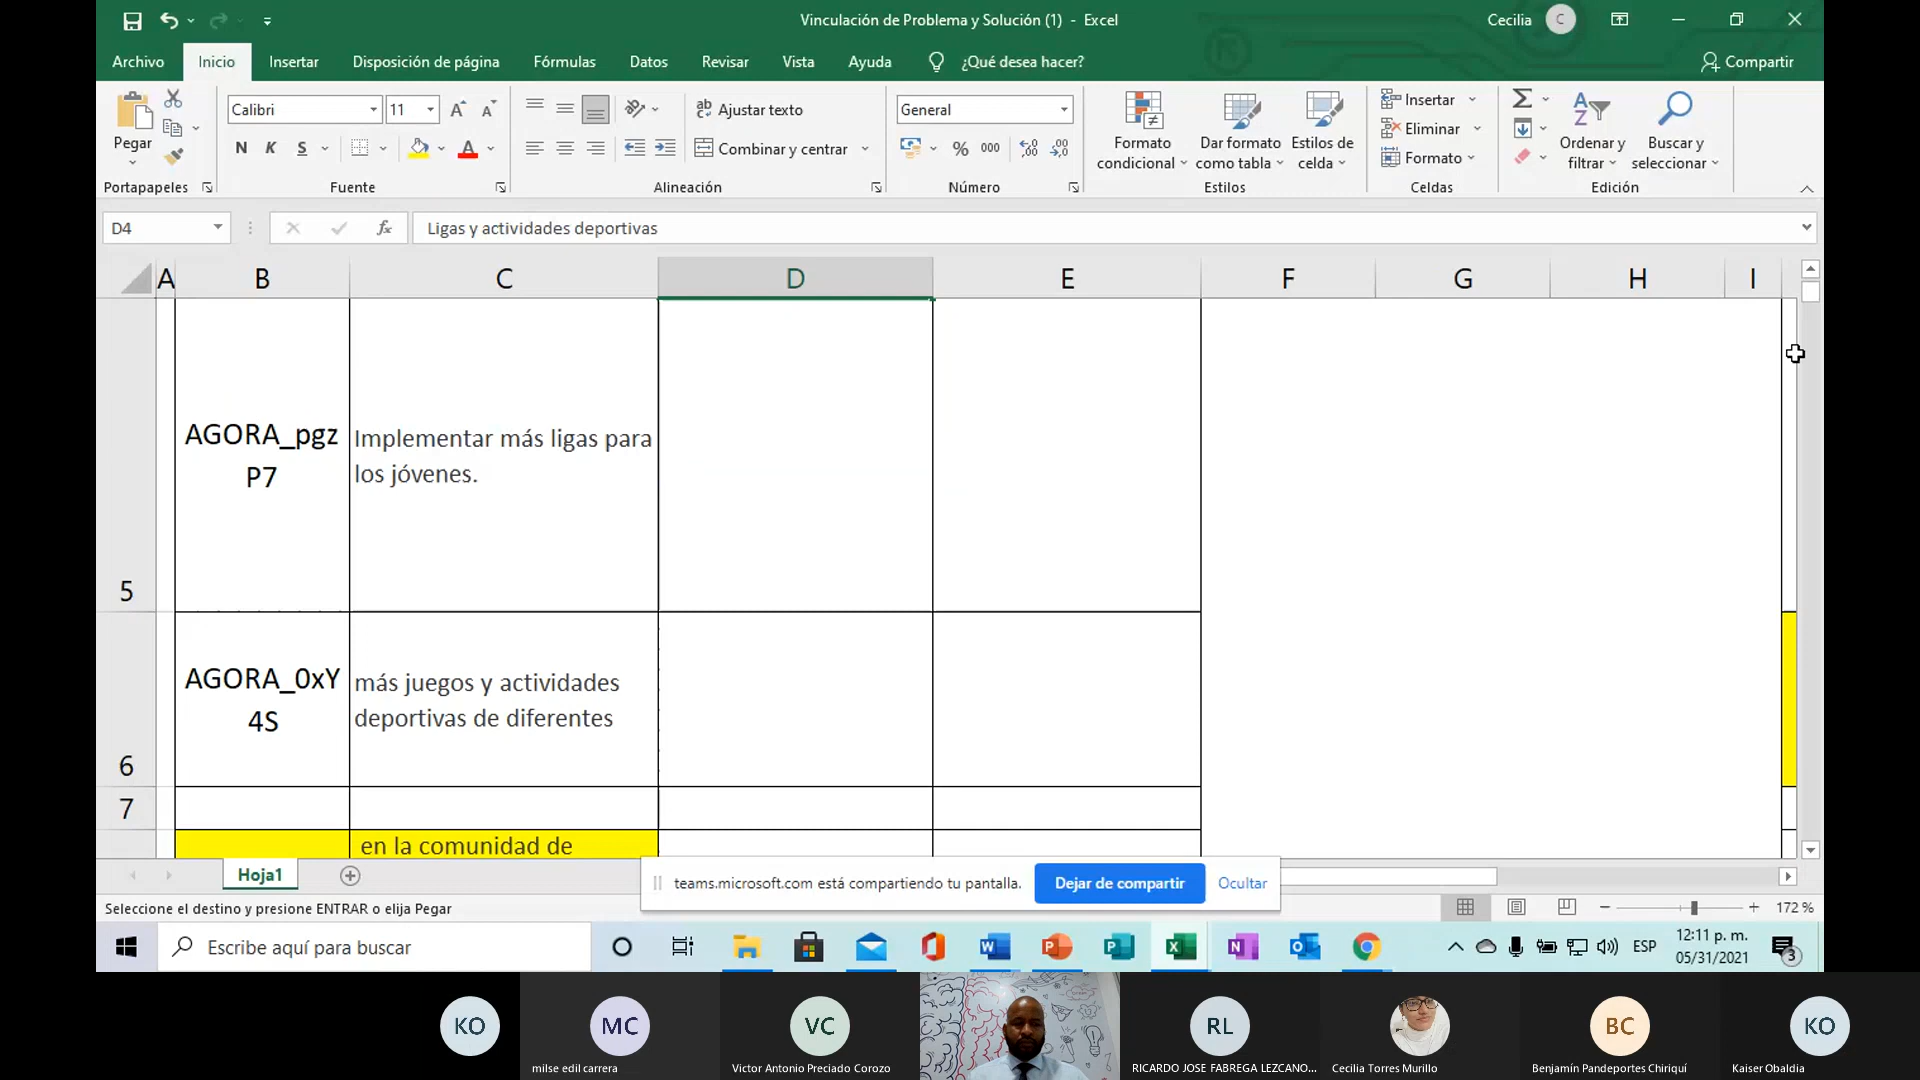 Vinculación de Problema y Solución (1) - Excel
Cecilia
C
Archivo
Inicio
Insertar
Disposición de página
Fórmulas
Datos
Revisar
Vista
Ayuda
¿Qué desea hacer?
Compartir
Pegar
Portapapeles
Calibri
11
N K S
Fuente
Ajustar texto
Combinar y centrar
Alineación
General
% 000
Número
Formato
condicional
Dar formato
como tabla
Estilos de
celda
Estilos
Insertar
Eliminar
Formato
Celdas
Ordenar y
filtrar
Buscar y
seleccionar
Edición
D4
fx
Ligas y actividades deportivas
A B C D E F G H I
AGORA_pgz
P7
Implementar más ligas para
los jóvenes.
5
AGORA_0xY
4S
más juegos y actividades
deportivas de diferentes
6
7
en la comunidad de
Hoja1
teams.microsoft.com está compartiendo tu pantalla.
Dejar de compartir
Ocultar
Seleccione el destino y presione ENTRAR o elija Pegar
172 %
Escribe aquí para buscar
ESP
12:11 p. m.
05/31/2021
3
KO
MC
milse edil carrera
VC
Victor Antonio Preciado Corozo
RL
RICARDO JOSE FABREGA LEZCANO...
Cecilia Torres Murillo
BC
Benjamín Pandeportes Chiriquí
KO
Kaiser Obaldia